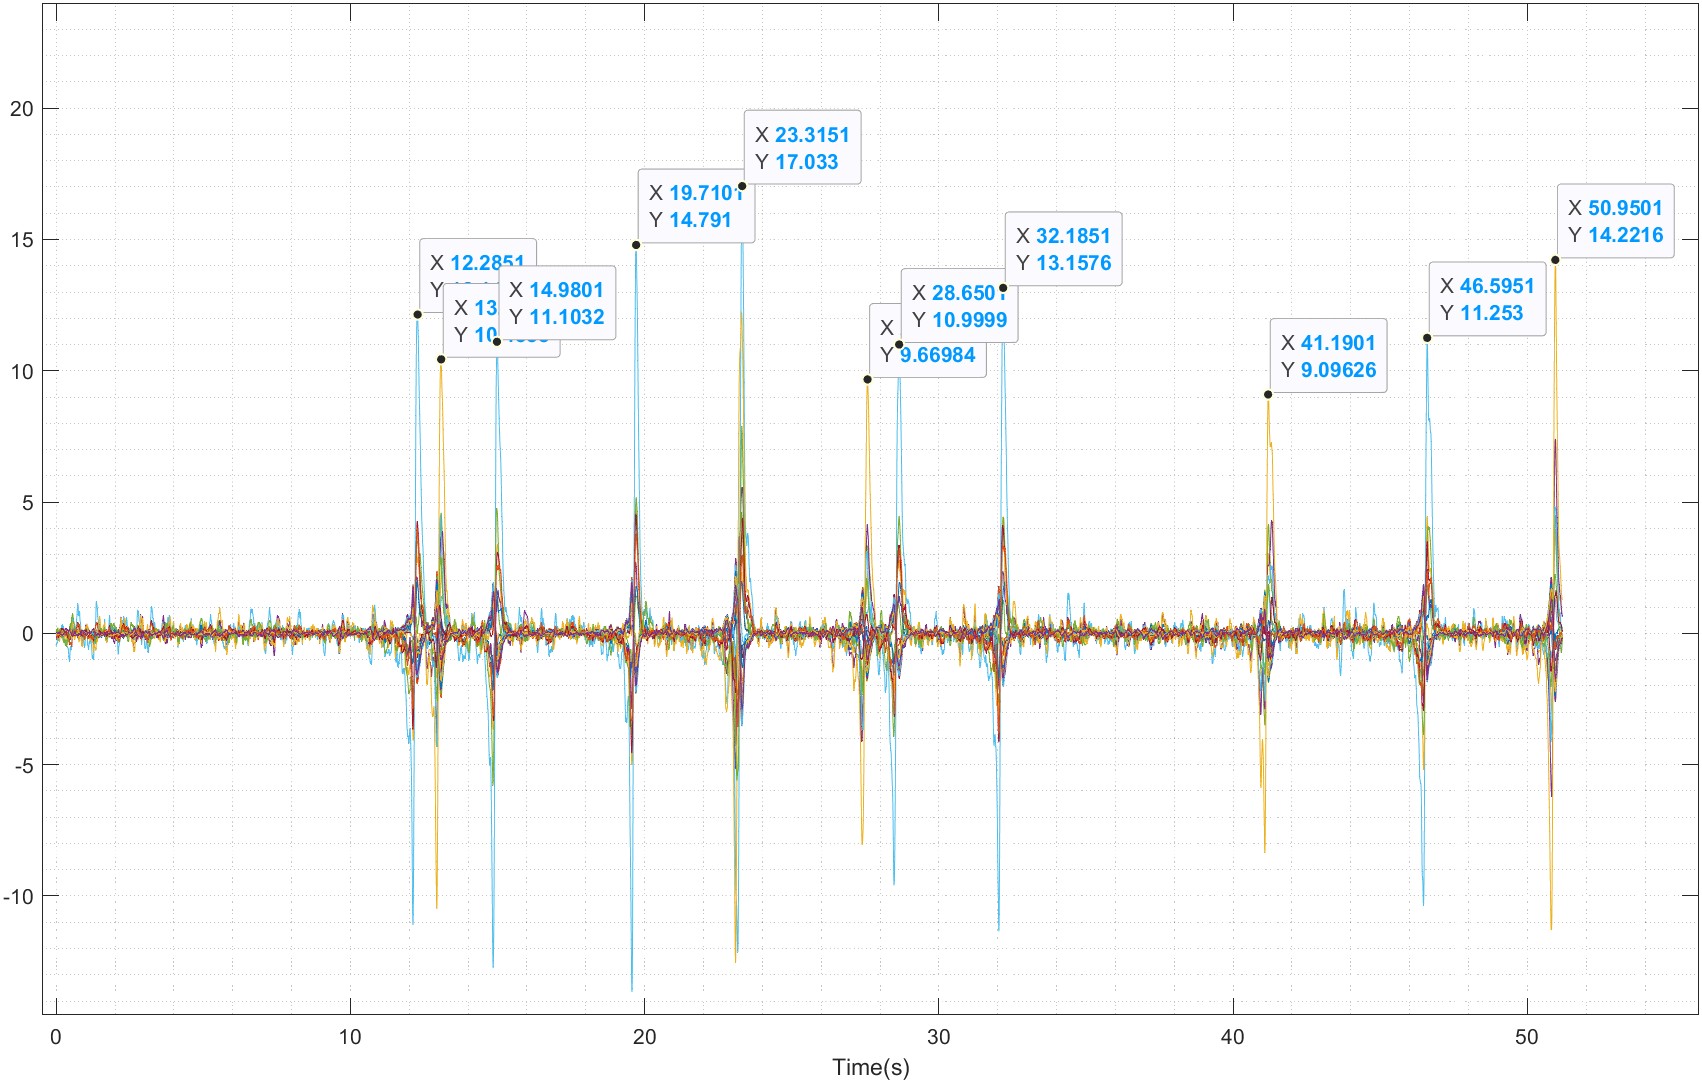 20
15
10
5
0
-5
-10
X 12.2851
Y
X 13
Y 10
X 14.9801
Y 11.1032
X 19.7101
Y 14.791
X 23.3151
Y 17.033
X
Y 9.66984
X 28.6501
Y 10.9999
X 32.1851
Y 13.1576
X 41.1901
Y 9.09626
X 46.5951
Y 11.253
X 50.9501
Y 14.2216
0 10 20 30 40 50
Time(s)